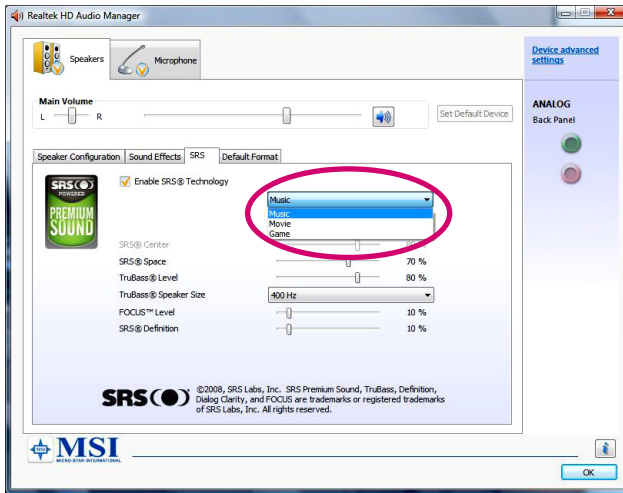 Realtek HD Audio Manager
Speakers
Microphone
Device advanced
settings
Main Volume
L R
Set Default Device
ANALOG
Back Panel
Speaker Configuration Sound Effects SRS Default Format
SRS
POWERED
PREMIUM
SOUND
Enable SRS® Technology
Music
Music
Movie
Game
SRS® Center
SRS® Space 70 %
TruBass® Level 80 %
TruBass® Speaker Size 400 Hz
FOCUS™ Level 10 %
SRS® Definition 10 %
SRS ©2008, SRS Labs, Inc. SRS Premium Sound, TruBass, Definition,
Dialog Clarity, and FOCUS are trademarks or registered trademarks
of SRS Labs, Inc. All rights reserved.
MSI MSI
MICRO-STAR INTERNATIONAL
i
OK